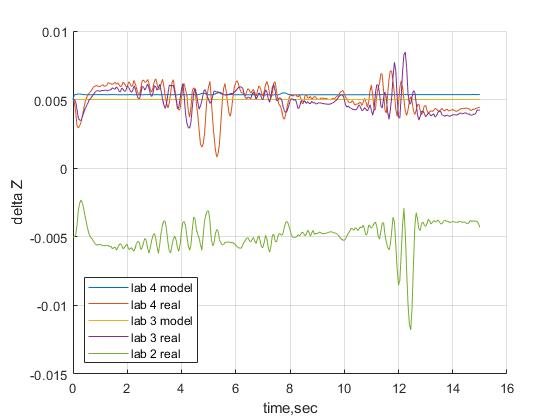 0.01
0.005
0
-0.005
-0.01
-0.015
delta Z
lab 4 model
lab 4 real
lab 3 model
lab 3 real
lab 2 real
0 2 4 6 8 10 12 14 16
time,sec